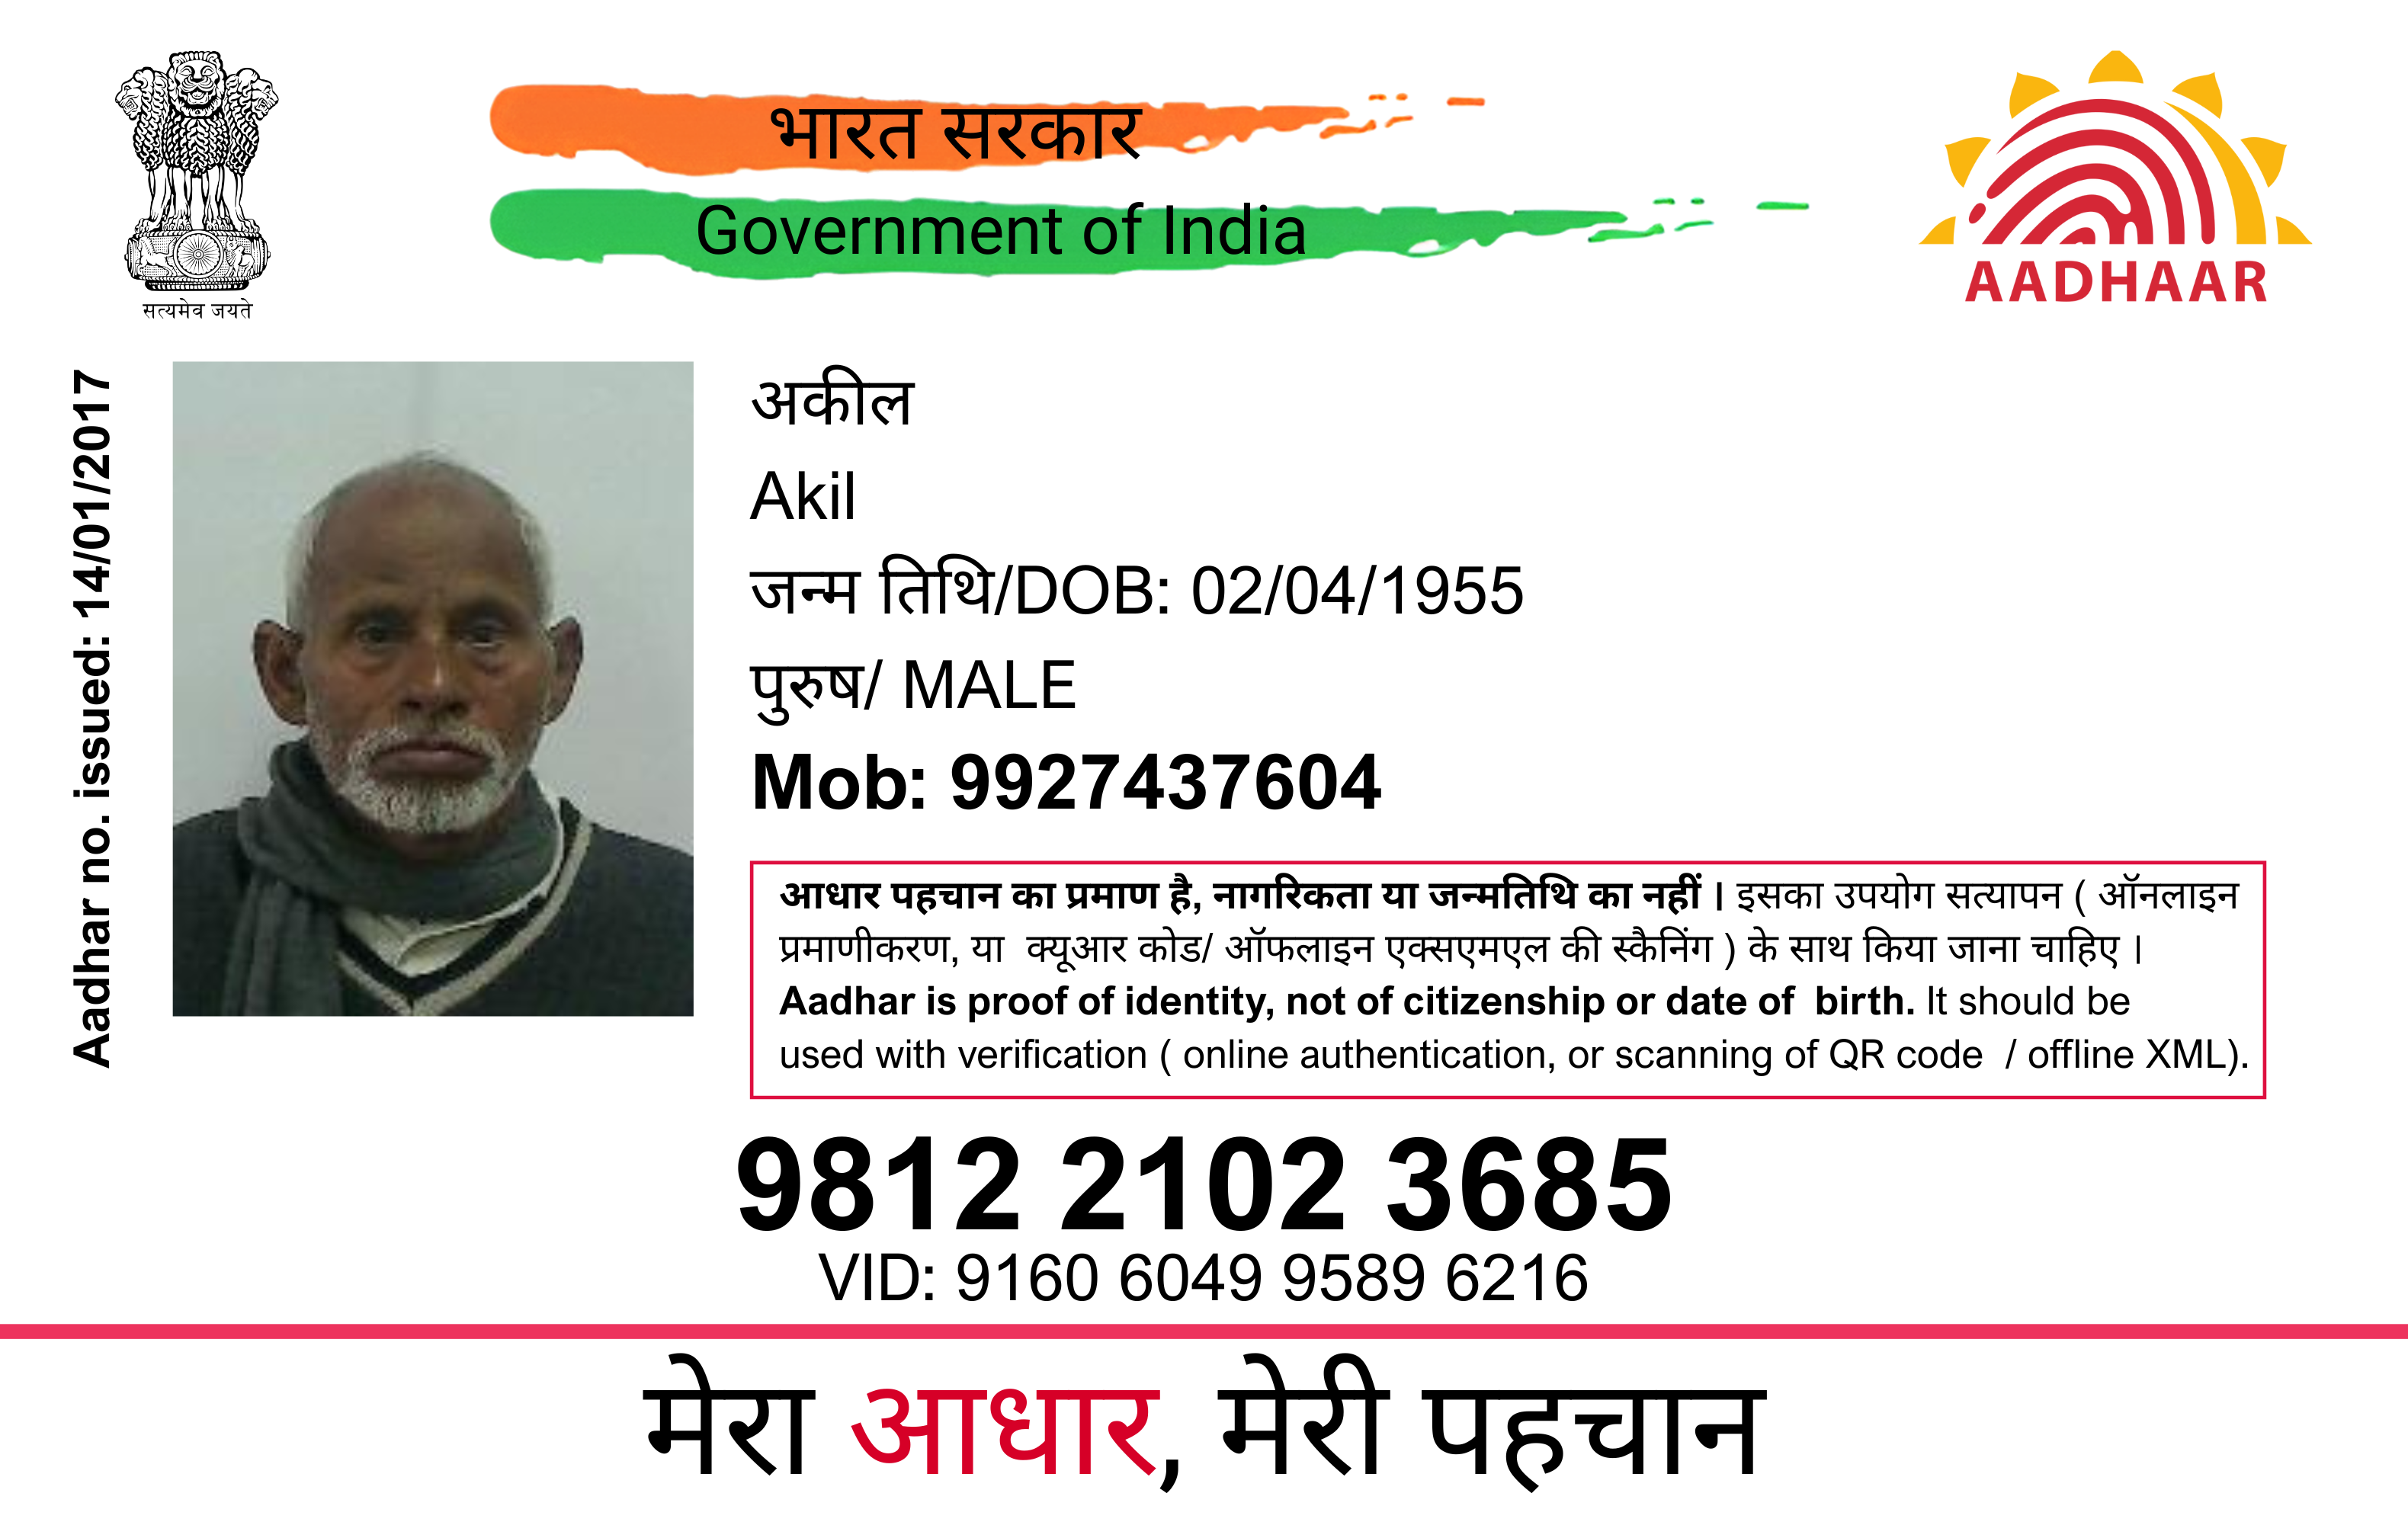 सत्यमेव जयते
भारत सरकार
Government of India
AADHAAR
Aadhar no. issued: 14/01/2017
अकील
Akil
जन्म तिथि/DOB: 02/04/1955
पुरुष/ MALE
Mob: 9927437604
आधार पहचान का प्रमाण है, नागरिकता या जन्मतिथि का नहीं । इसका उपयोग सत्यापन ( ऑनलाइन
प्रमाणीकरण, या क्यूआर कोड/ ऑफलाइन एक्सएमएल की स्कैनिंग ) के साथ किया जाना चाहिए ।
Aadhar is proof of identity, not of citizenship or date of birth. It should be
used with verification ( online authentication, or scanning of QR code / offline XML).
9812 2102 3685
VID: 9160 6049 9589 6216
मेरा आधार, मेरी पहचान